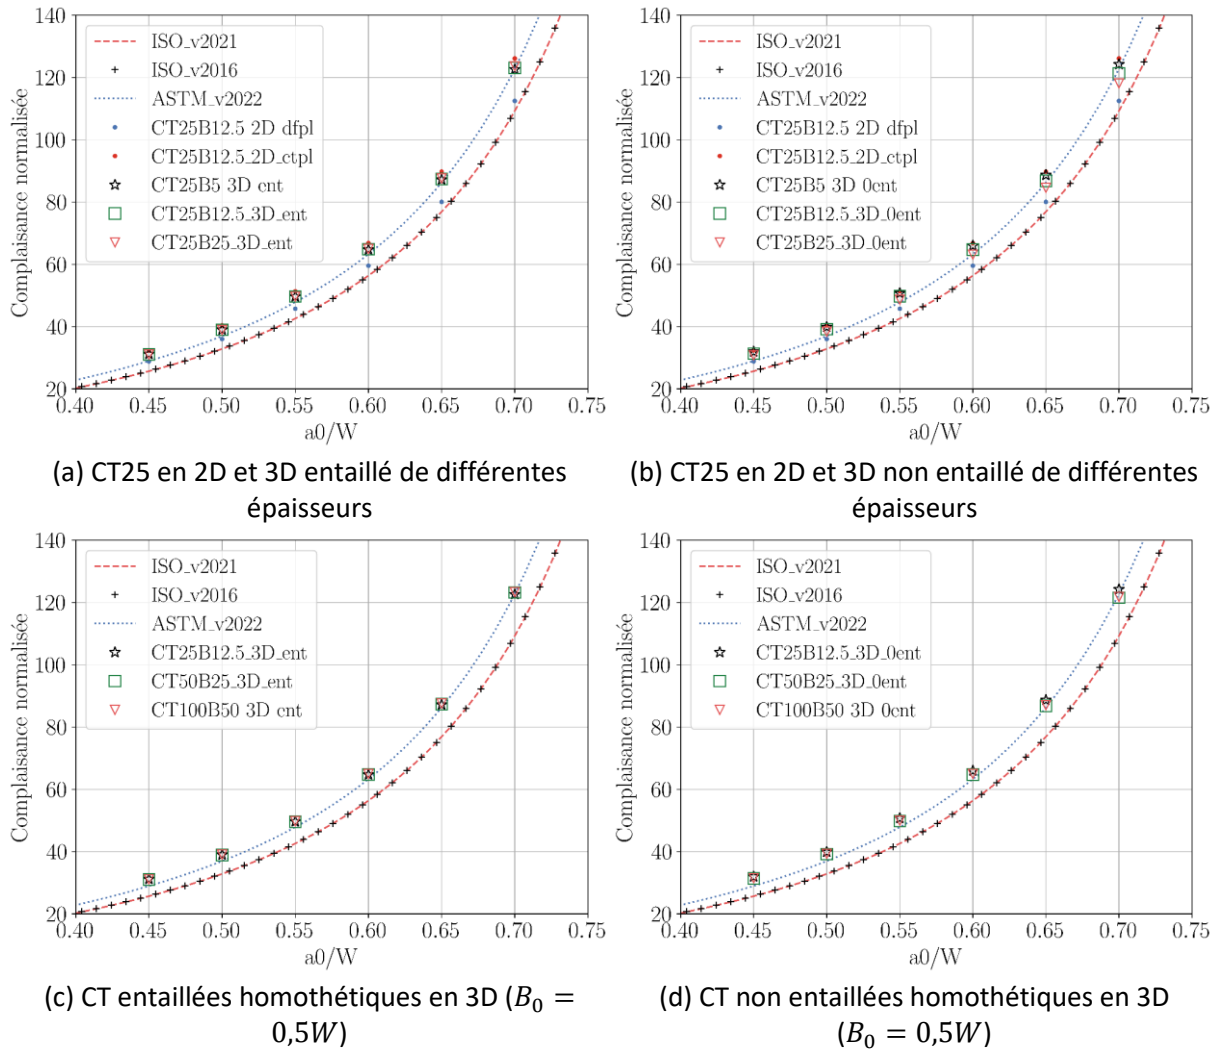 140
120
100
80
60
40
20
Complaisance normalisée
ISO_v2021
ISO_v2016
ASTM_v2022
CT25B12.5 2D dfpl
CT25B12.5_2D_ctpl
CT25B5 3D ent
CT25B12.5_3D_ent
CT25B25_3D_ent
0.40 0.45 0.50 0.55 0.60 0.65 0.70 0.75
a0/W
(a) CT25 en 2D et 3D entaillé de différentes
épaisseurs
140
120
100
80
60
40
20
Complaisance normalisée
ISO_v2021
ISO_v2016
ASTM_v2022
CT25B12.5 2D dfpl
CT25B12.5_2D_ctpl
CT25B5 3D 0ent
CT25B12.5_3D_0ent
CT25B25_3D_0ent
0.40 0.45 0.50 0.55 0.60 0.65 0.70 0.75
a0/W
(b) CT25 en 2D et 3D non entaillé de différentes
épaisseurs
140
120
100
80
60
40
20
Complaisance normalisée
ISO_v2021
ISO_v2016
ASTM_v2022
CT25B12.5_3D_ent
CT50B25_3D_ent
CT100B50 3D ent
0.40 0.45 0.50 0.55 0.60 0.65 0.70 0.75
a0/W
(c) CT entaillées homothétiques en 3D (B₀ =
0,5W)
140
120
100
80
60
40
20
Complaisance normalisée
ISO_v2021
ISO_v2016
ASTM_v2022
CT25B12.5_3D_0ent
CT50B25_3D_0ent
CT100B50 3D 0ent
0.40 0.45 0.50 0.55 0.60 0.65 0.70 0.75
a0/W
(d) CT non entaillées homothétiques en 3D
(B₀ = 0,5W)